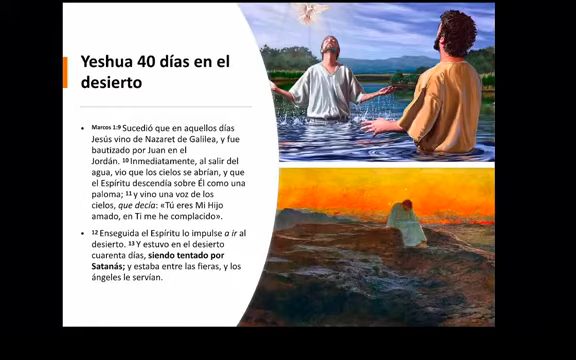 Yeshua 40 días en el
desierto
• Marcos 1:9 Sucedió que en aquellos días
Jesús vino de Nazaret de Galilea, y fue
bautizado por Juan en el
Jordán. 10 Inmediatamente, al salir del
agua, vio que los cielos se abrían, y que
el Espíritu descendía sobre Él como una
paloma; 11 y vino una voz de los
cielos, que decía: «Tú eres Mi Hijo
amado, en Ti me he complacido».
• 12 Enseguida el Espíritu lo impulse a ir al
desierto. 13 Y estuvo en el desierto
cuarenta días, siendo tentado por
Satanás; y estaba entre las fieras, y los
ángeles le servían.